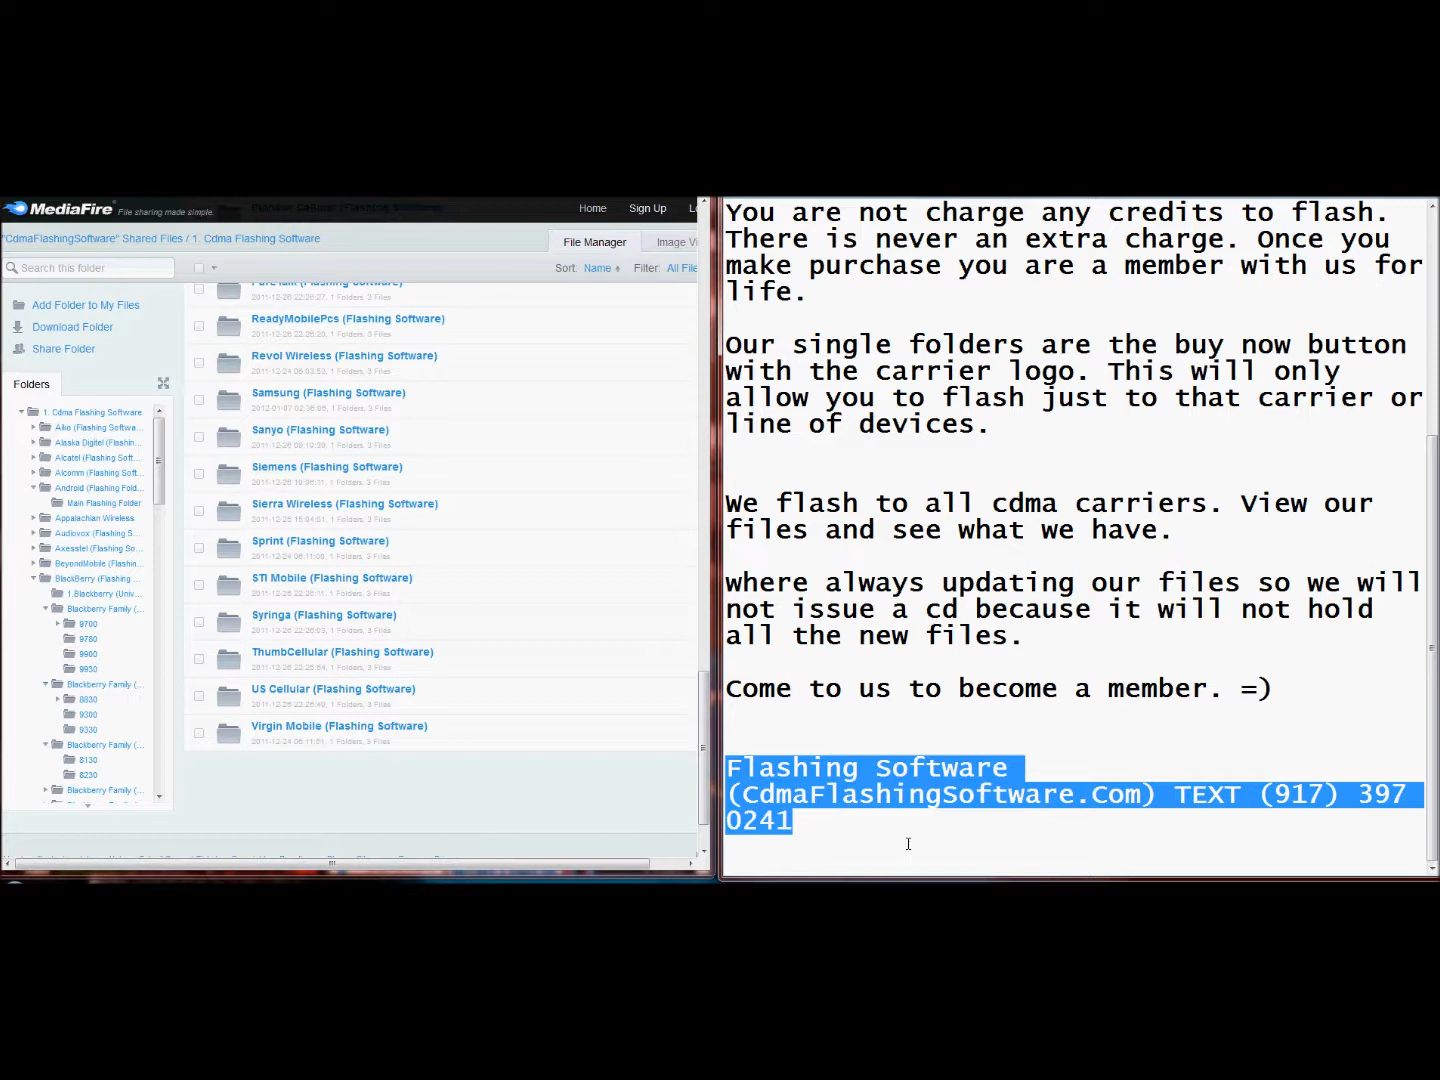 MediaFire File sharing made simple.
Home Sign Up
"CdmaFlashingSoftware" Shared Files / 1. Cdma Flashing Software
File Manager
Search this folder
Sort: Name Filter:
Add Folder to My Files
Download Folder
Share Folder
Folders
1. Cdma Flashing Software
Alaska Digitel (Flashin...
Alcatel (Flashing Soft...
Alcomm (Flashing Soft...
Android (Flashing Fold...
Main Flashing Folder
Appalachian Wireless
Audiovox (Flashing S...
Axesstel (Flashing So...
BeyondMobile (Flashin...
BlackBerry (Flashing ...
1.Blackberry (Univ...
Blackberry Family (...
9700
9780
9900
9930
Blackberry Family (...
8830
9300
9330
Blackberry Family (...
8130
8230
Blackberry Family (...
ReadyMobilePcs (Flashing Software)
2011-12-26 22:26:20, 1 Folders, 3 Files
Revol Wireless (Flashing Software)
Samsung (Flashing Software)
Sanyo (Flashing Software)
Siemens (Flashing Software)
Sierra Wireless (Flashing Software)
Sprint (Flashing Software)
STI Mobile (Flashing Software)
Syringa (Flashing Software)
ThumbCellular (Flashing Software)
US Cellular (Flashing Software)
Virgin Mobile (Flashing Software)
You are not charge any credits to flash.
There is never an extra charge. Once you
make purchase you are a member with us for
life.
Our single folders are the buy now button
with the carrier logo. This will only
allow you to flash just to that carrier or
line of devices.
We flash to all cdma carriers. View our
files and see what we have.
where always updating our files so we will
not issue a cd because it will not hold
all the new files.
Come to us to become a member. =)
Flashing Software
(CdmaFlashingSoftware.Com) TEXT (917) 397
0241